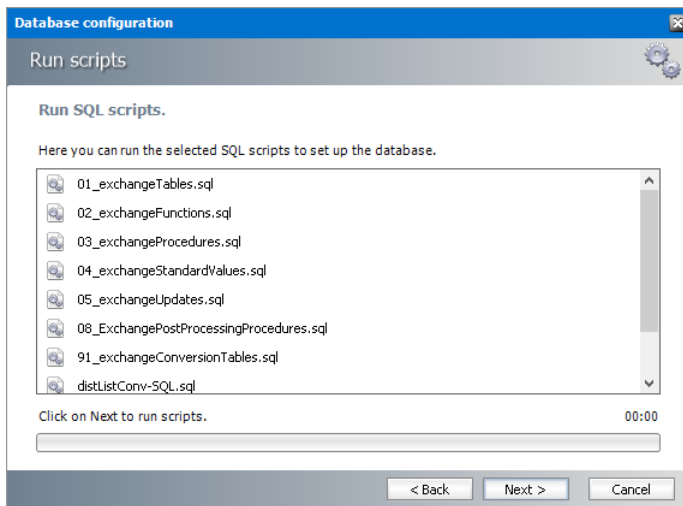 Database configuration
Run scripts
Run SQL scripts.
Here you can run the selected SQL scripts to set up the database.
01_exchangeTables.sql
02_exchangeFunctions.sql
03_exchangeProcedures.sql
04_exchangeStandardValues.sql
05_exchangeUpdates.sql
08_ExchangePostProcessingProcedures.sql
91_exchangeConversionTables.sql
distListConv-SQL.sql
Click on Next to run scripts. 00:00
< Back Next > Cancel